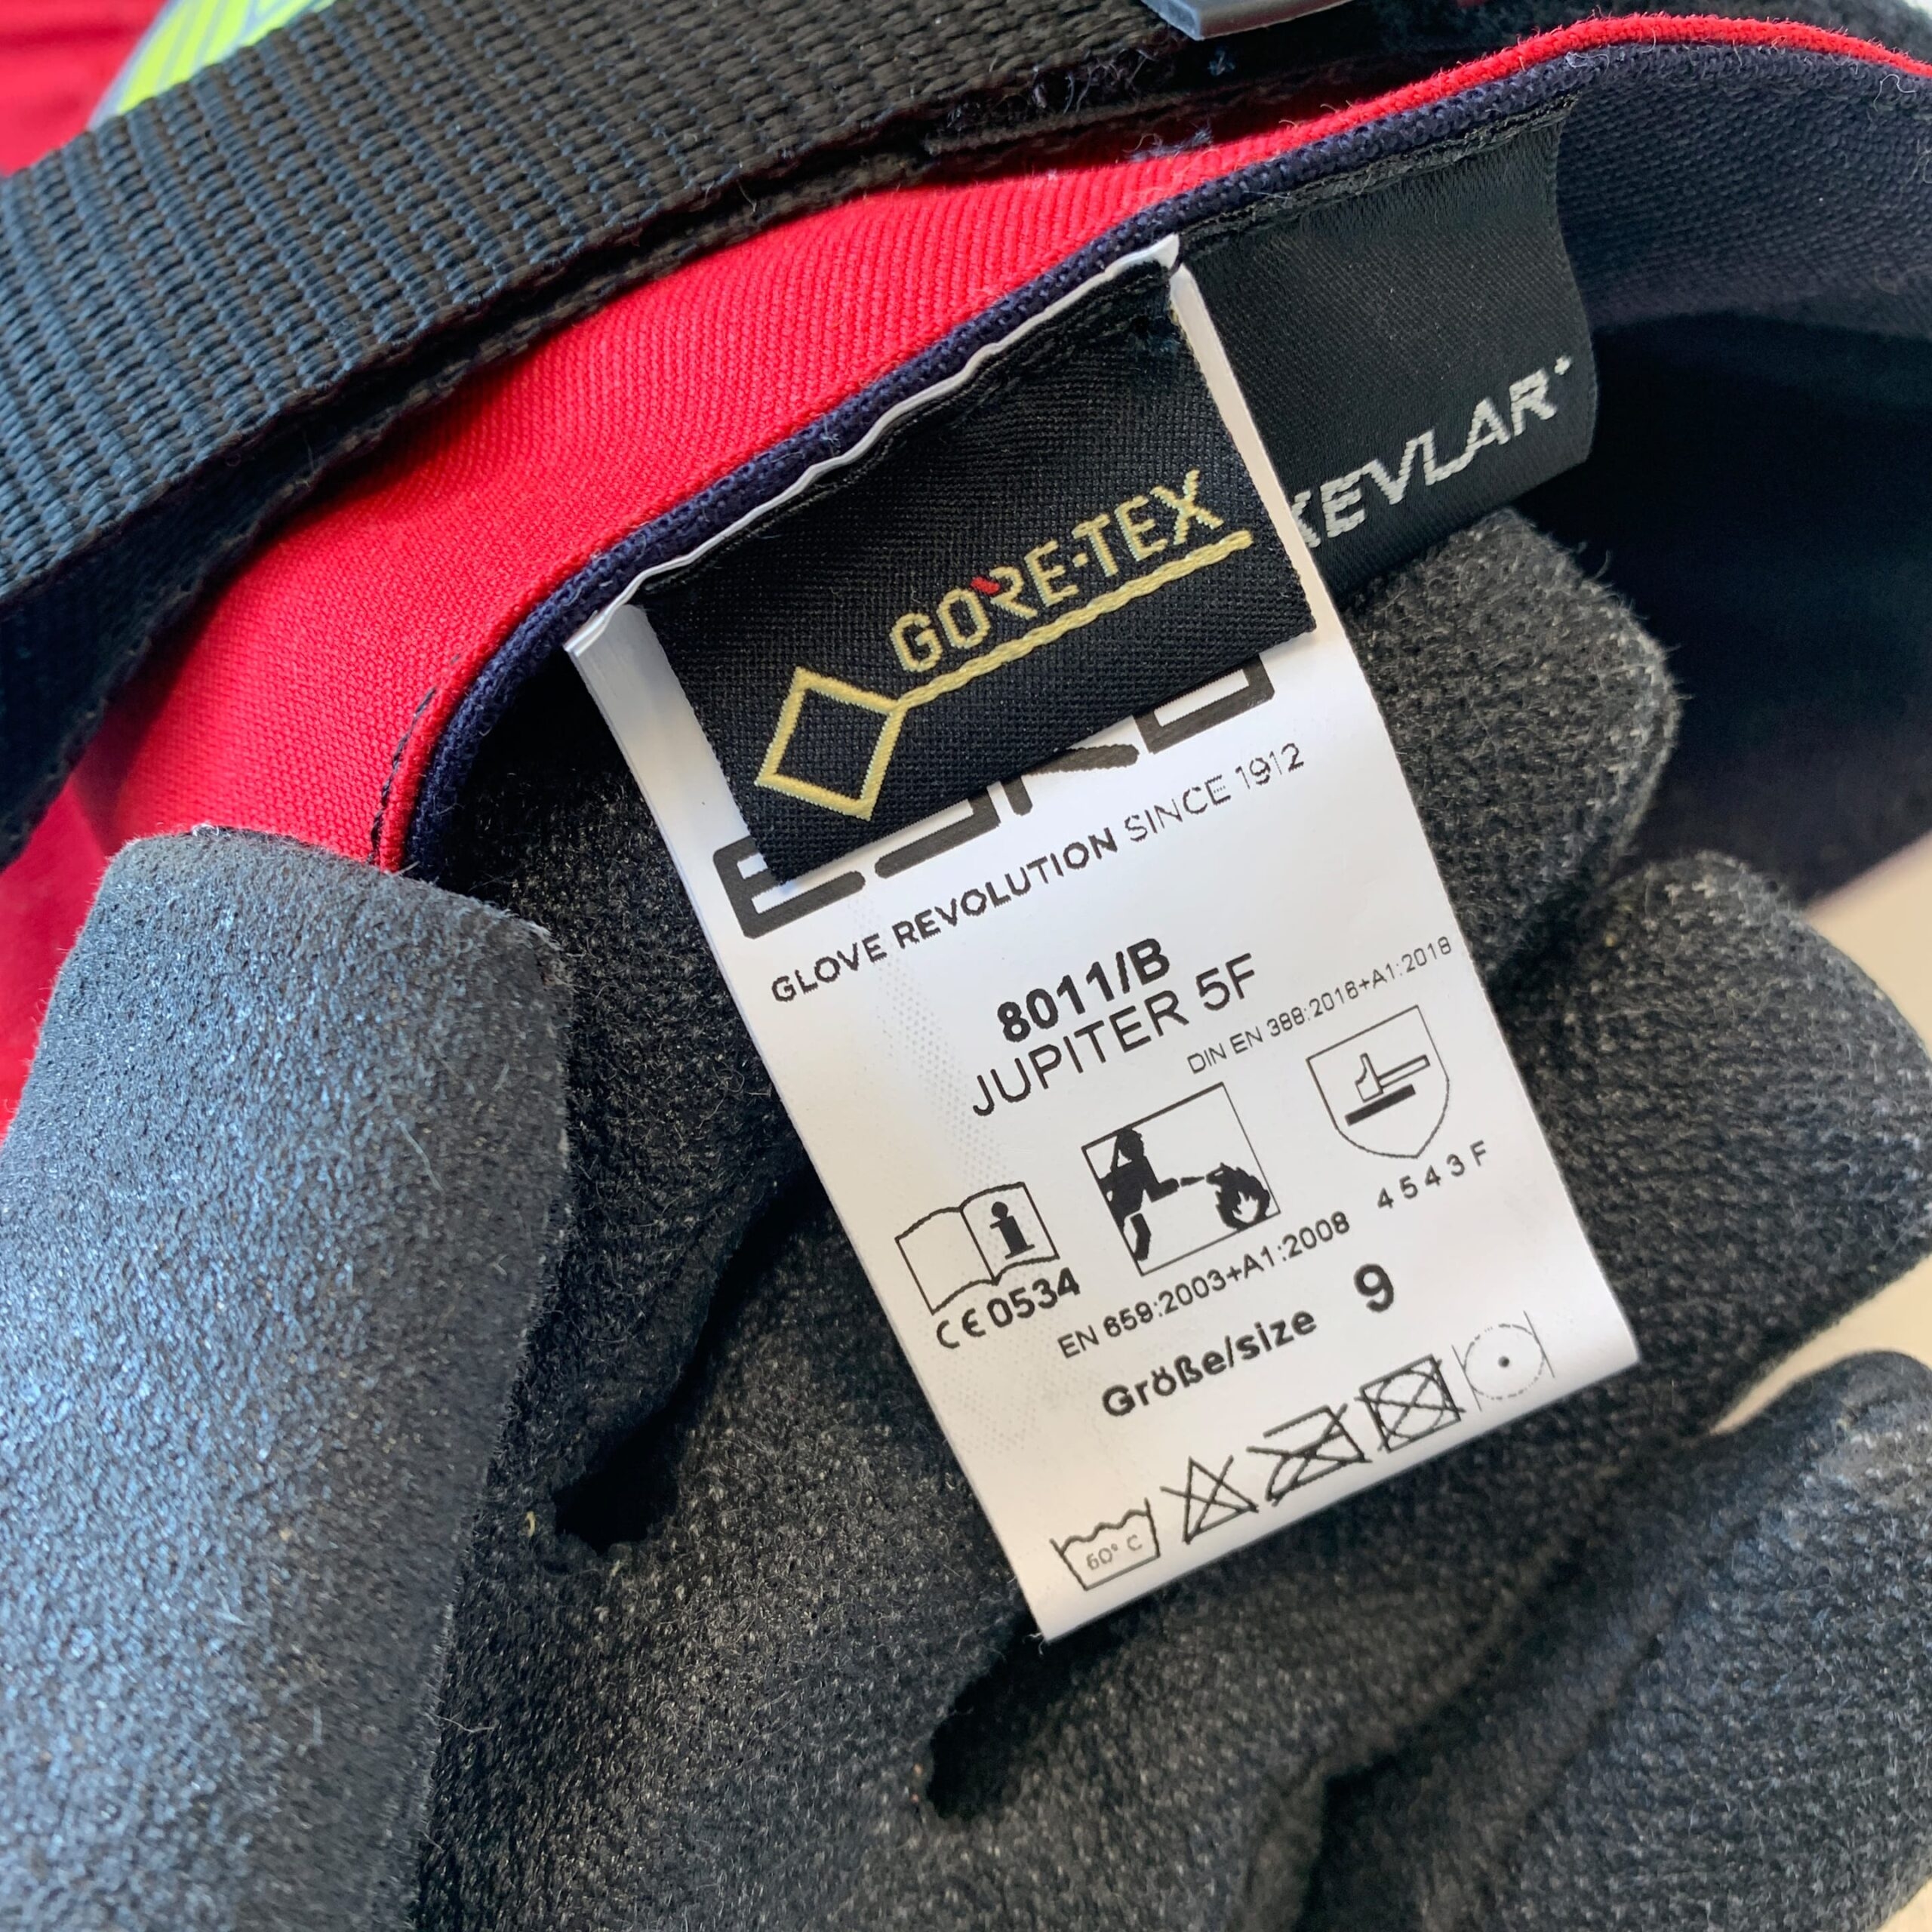 KEVLAR
GORE-TEX
GLOVE REVOLUTION SINCE 1912
8011/B
JUPITER 5F
DIN EN 388:2016+A1:2018
4 5 4 3 F
i
CE 0534
EN 659:2003+A1:2008
Größe/size 9
60° C